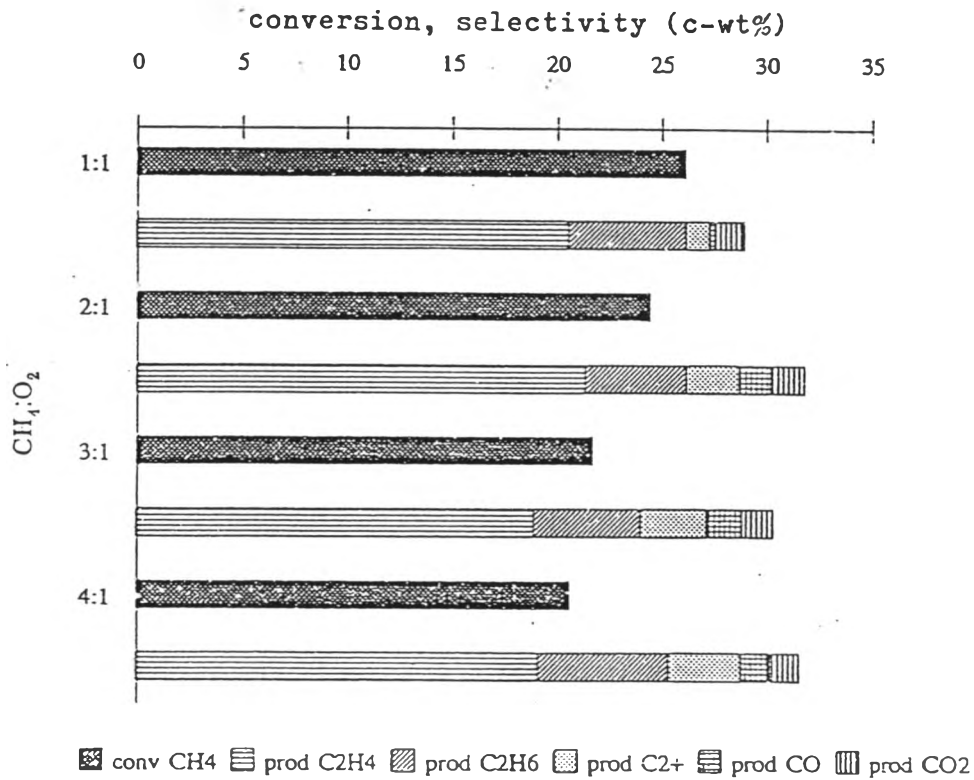 conversion, selectivity (c-wt%)
0 5 10 15 20 25 30 35
1:1
2:1
3:1
4:1
CH₄:O₂
conv CH4 prod C2H4 prod C2H6 prod C2+ prod CO prod CO2